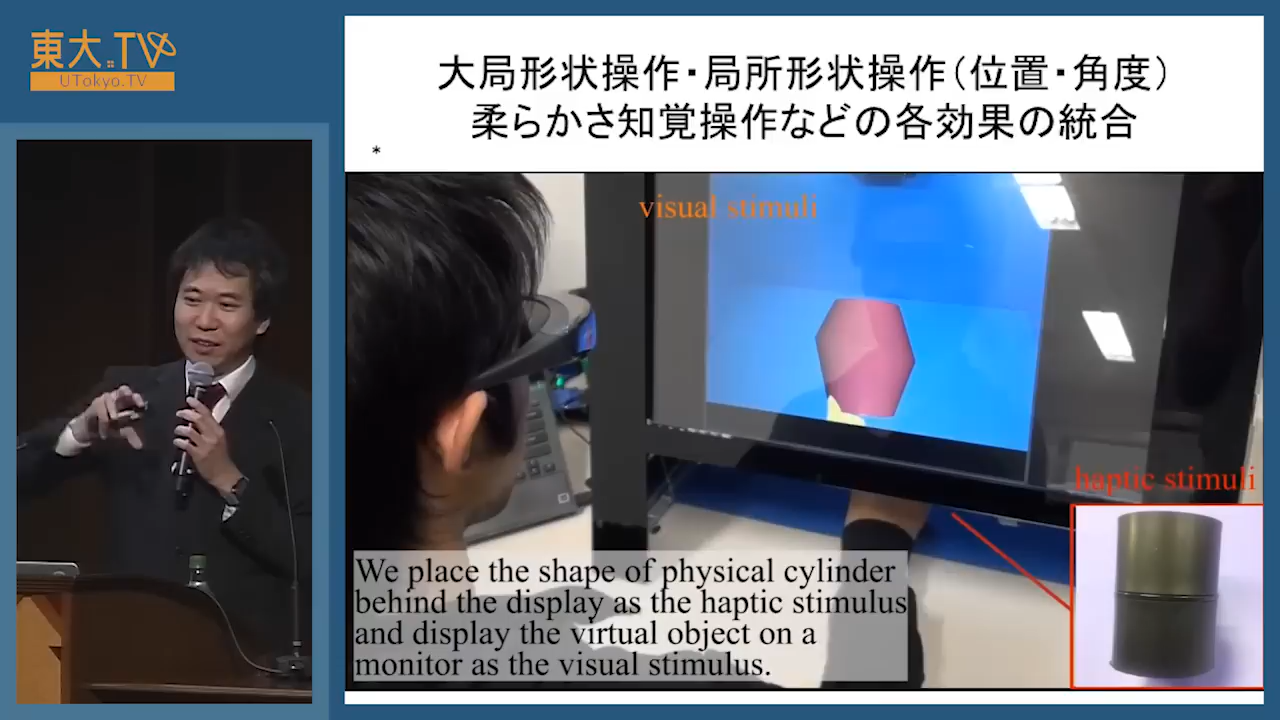 東大.TV
UTokyo.TV
大局形状操作・局所形状操作（位置・角度）
柔らかさ知覚操作などの各効果の統合
*
visual stimuli
haptic stimuli
We place the shape of physical cylinder
behind the display as the haptic stimulus
and display the virtual object on a
monitor as the visual stimulus.